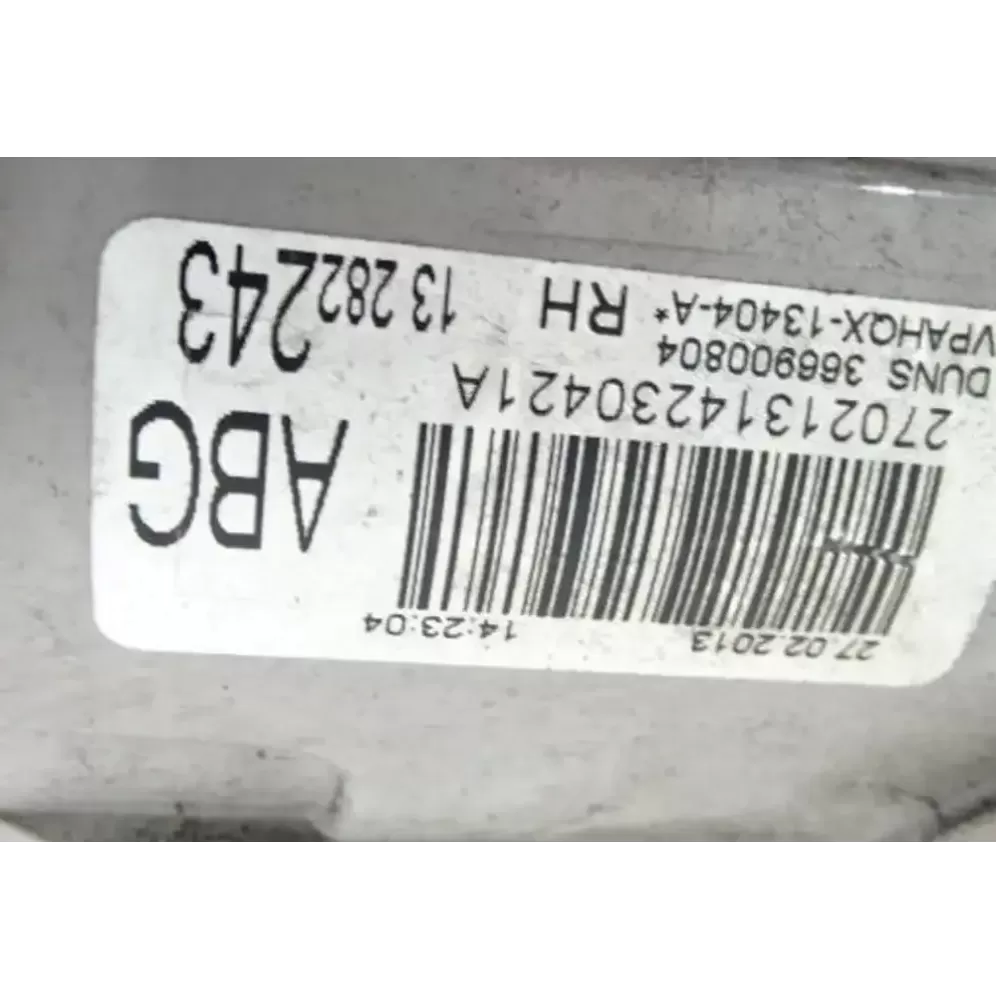 27.02.2013 14:23:04
27021314230421A
ABG
DUNS 366900804
VPAHQX-13404-A* RH 13 282 243